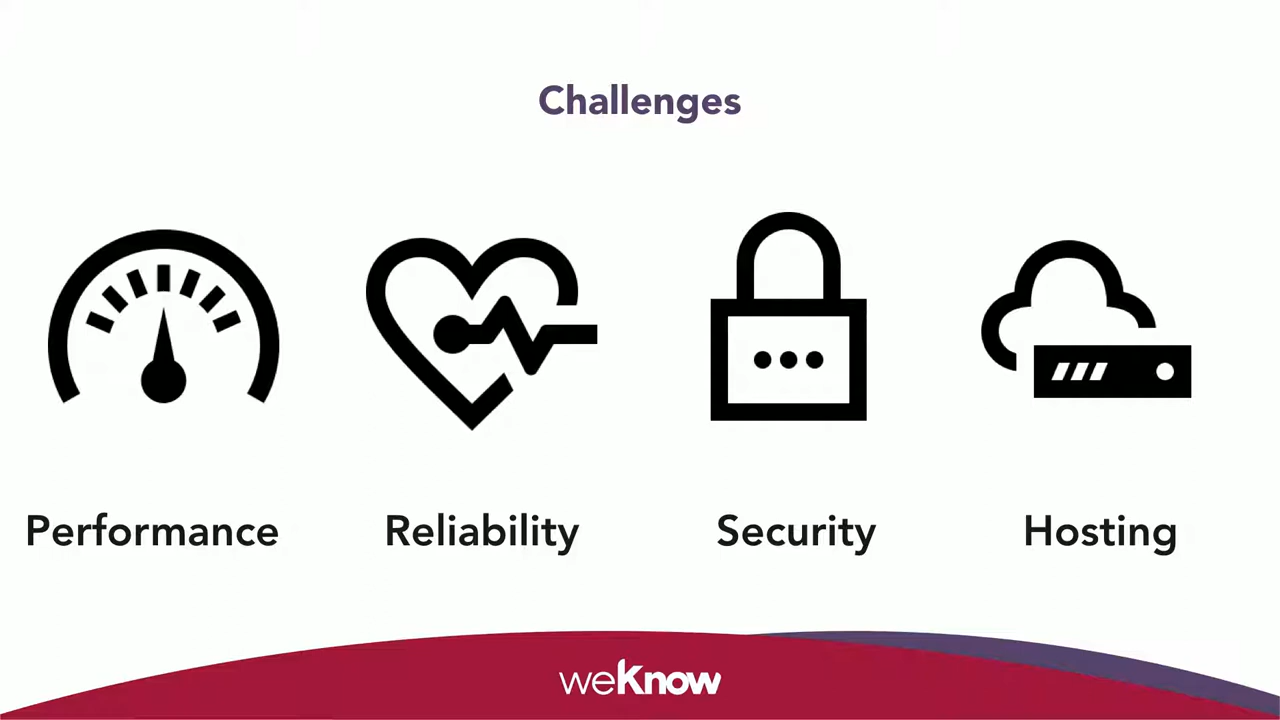 Challenges
Performance
Reliability
Security
Hosting
weKnow